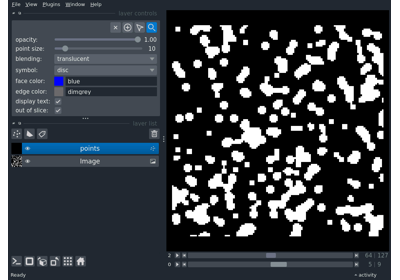 File View Plugins Window Help
layer controls
opacity: 1.00
point size: 10
blending: translucent
symbol: disc
face color: blue
edge color: dimgrey
display text:
out of slice:
layer list
points
Image
2 64 127
0 5 9
Ready activity